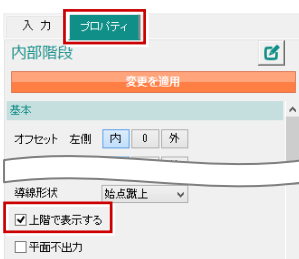 入 力 プロパティ
内部階段
変更を適用
基本
オフセット 左側 内 0 外
導線形状 始点蹴上
上階で表示する
平面不出力